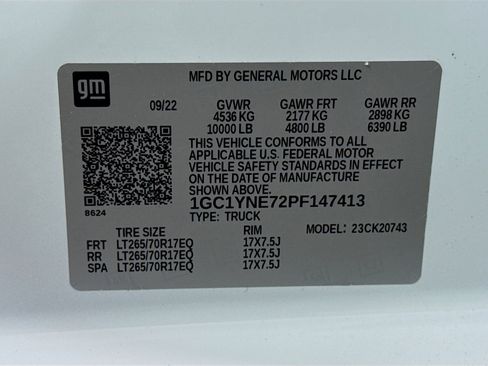 MFD BY GENERAL MOTORS LLC
gm
09/22 GVWR GAWR FRT GAWR RR
4536 KG 2177 KG 2898 KG
10000 LB 4800 LB 6390 LB
THIS VEHICLE CONFORMS TO ALL
APPLICABLE U.S. FEDERAL MOTOR
VEHICLE SAFETY STANDARDS IN EFFECT
ON THE DATE OF MANUFACTURE
SHOWN ABOVE.
8624 1GC1YNE72PF147413
TYPE: TRUCK
TIRE SIZE RIM MODEL: 23CK20743
FRT LT265/70R17EQ 17X7.5J
RR LT265/70R17EQ 17X7.5J
SPA LT265/70R17EQ 17X7.5J